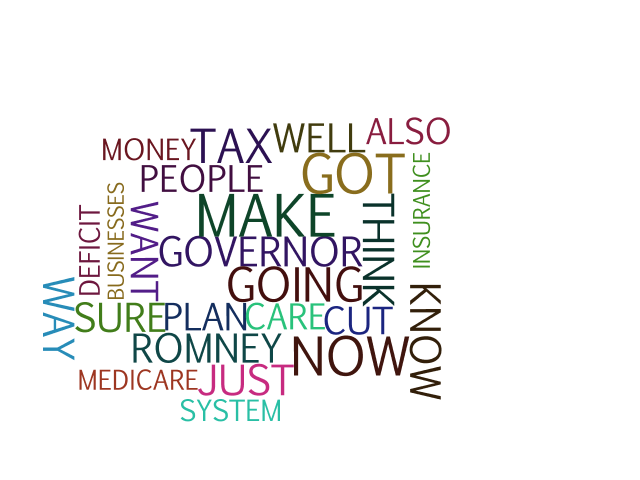 ALSO
WELL
TAX
MONEY
GOT
PEOPLE
INSURANCE
MAKE
THINK
BUSINESSES
WANT
DEFICIT
GOVERNOR
GOING
WAY
KNOW
SURE
PLAN
CARE
CUT
ROMNEY
NOW
MEDICARE
JUST
SYSTEM